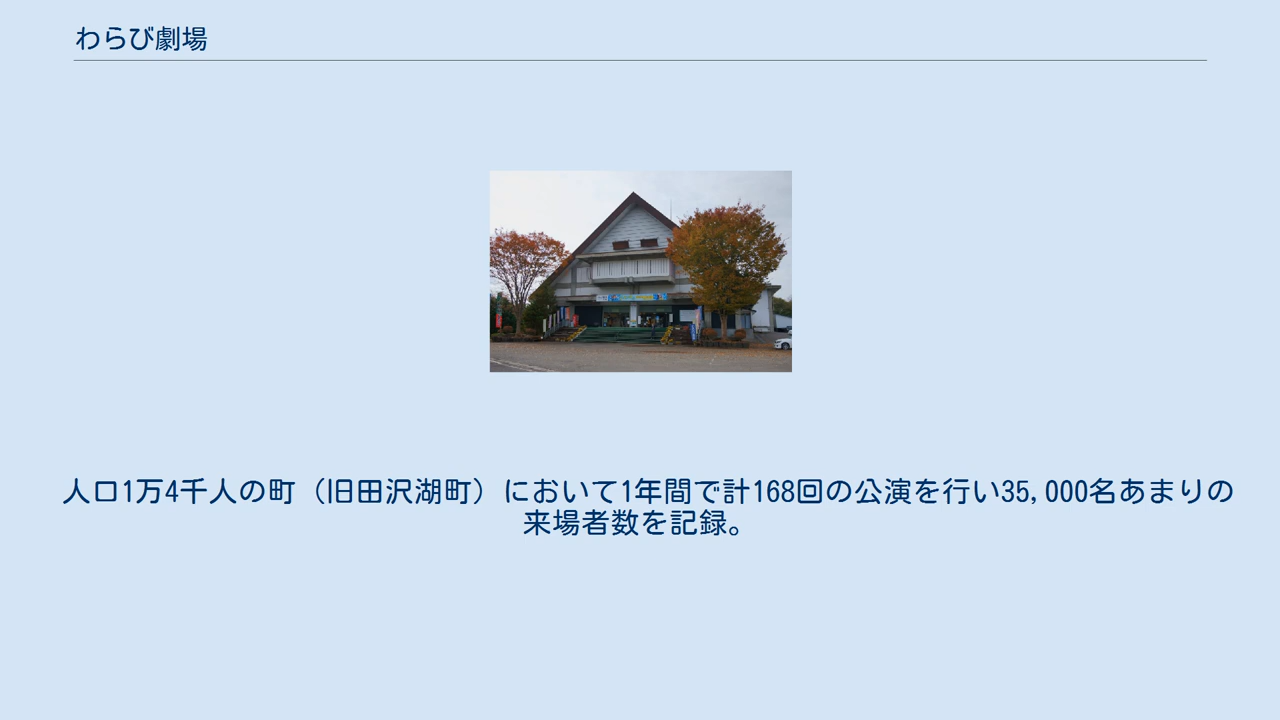 わらび劇場
人口1万4千人の町（旧田沢湖町）において1年間で計168回の公演を行い35,000名あまりの
来場者数を記録。